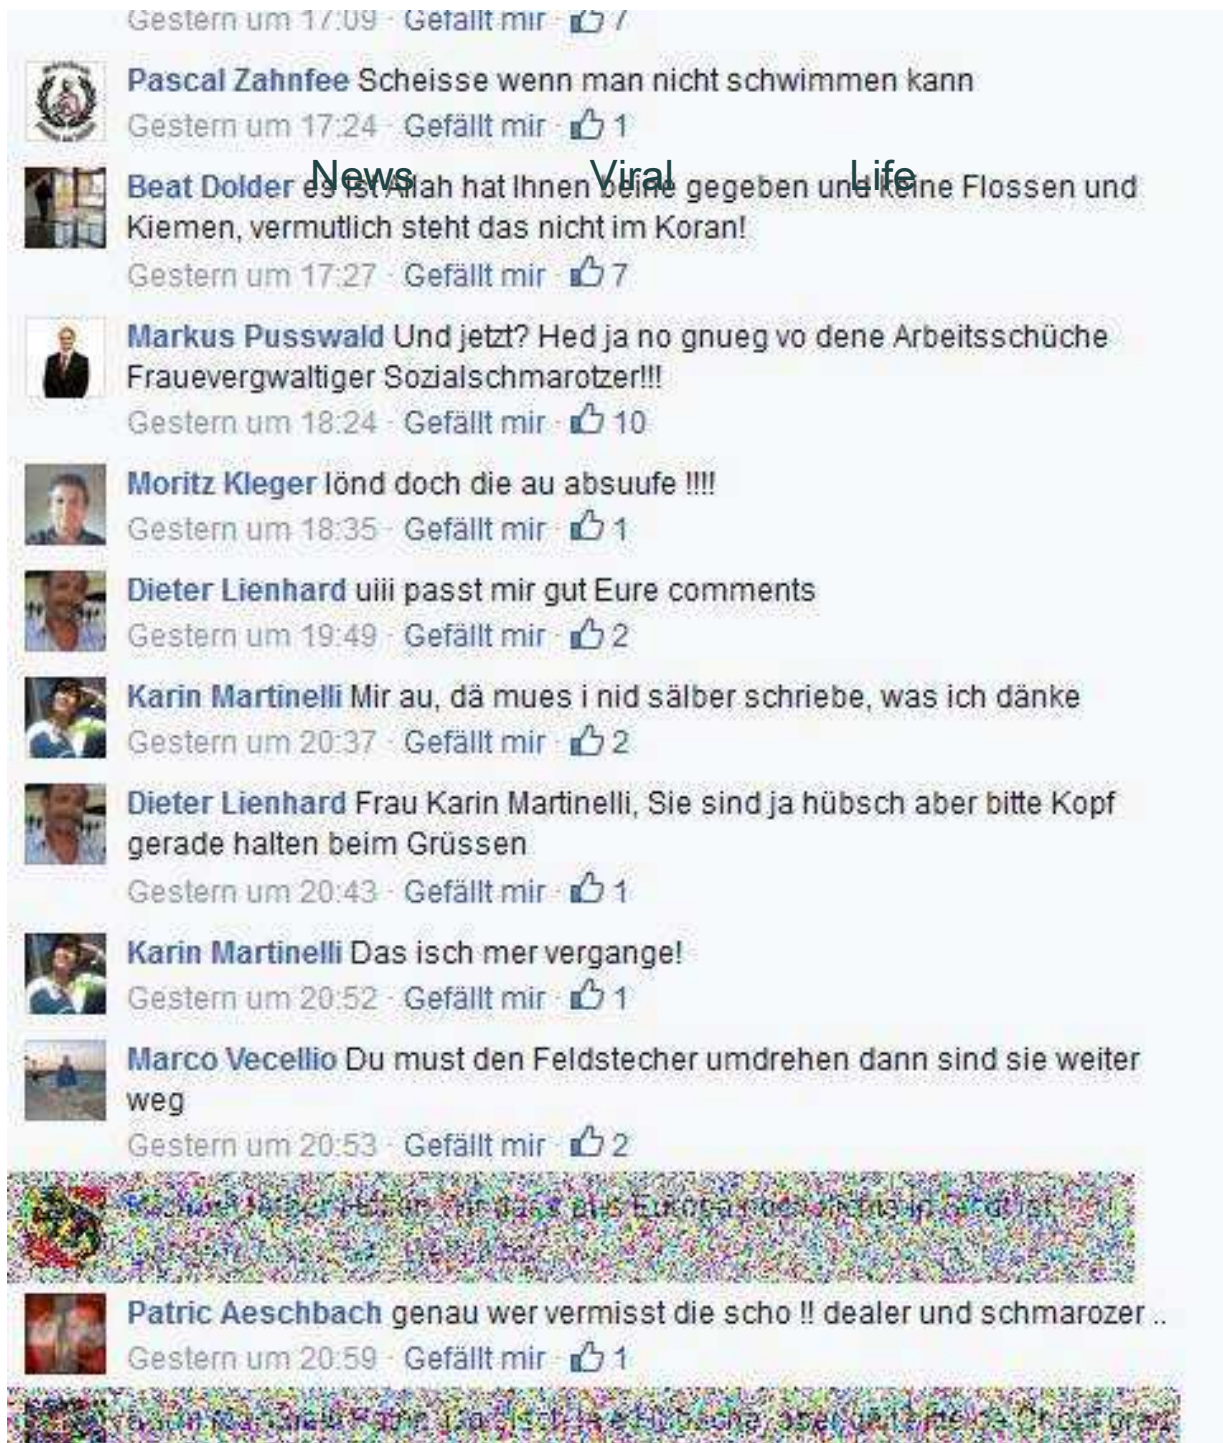 Gestern um 17:09 · Gefällt mir · 7
Pascal Zahnfee Scheisse wenn man nicht schwimmen kann
Gestern um 17:24 · Gefällt mir · 1
News Viral Life
Beat Dolder es ist Allah hat Ihnen beine gegeben und keine Flossen und
Kiemen, vermutlich steht das nicht im Koran!
Gestern um 17:27 · Gefällt mir · 7
Markus Pusswald Und jetzt? Hed ja no gnueg vo dene Arbeitsschüche
Frauevergwaltiger Sozialschmarotzer!!!
Gestern um 18:24 · Gefällt mir · 10
Moritz Kleger lönd doch die au absuufe !!!!
Gestern um 18:35 · Gefällt mir · 1
Dieter Lienhard uiii passt mir gut Eure comments
Gestern um 19:49 · Gefällt mir · 2
Karin Martinelli Mir au, dä mues i nid sälber schriebe, was ich dänke
Gestern um 20:37 · Gefällt mir · 2
Dieter Lienhard Frau Karin Martinelli, Sie sind ja hübsch aber bitte Kopf
gerade halten beim Grüssen
Gestern um 20:43 · Gefällt mir · 1
Karin Martinelli Das isch mer vergange!
Gestern um 20:52 · Gefällt mir · 1
Marco Vecellio Du must den Feldstecher umdrehen dann sind sie weiter
weg
Gestern um 20:53 · Gefällt mir · 2
Patric Aeschbach genau wer vermisst die scho !! dealer und schmarozer ..
Gestern um 20:59 · Gefällt mir · 1